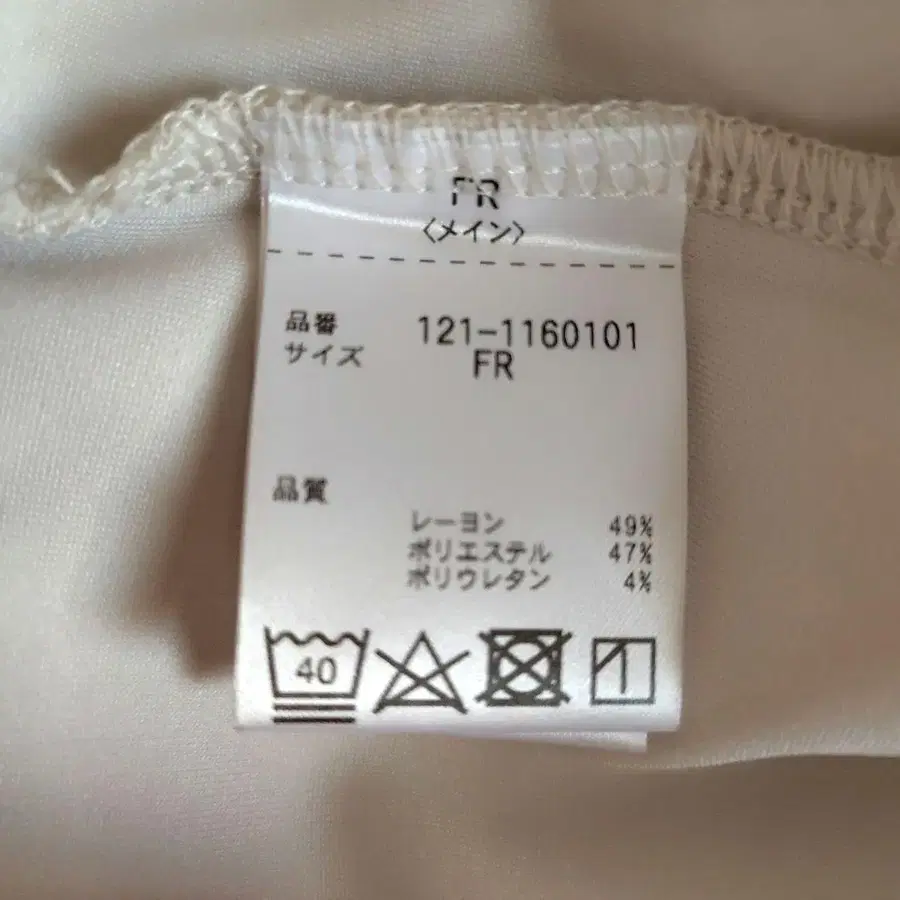 FR
〈メイン〉
品番 121-1160101
サイズ FR
品質
レーヨン 49%
ポリエステル 47%
ポリウレタン 4%
40